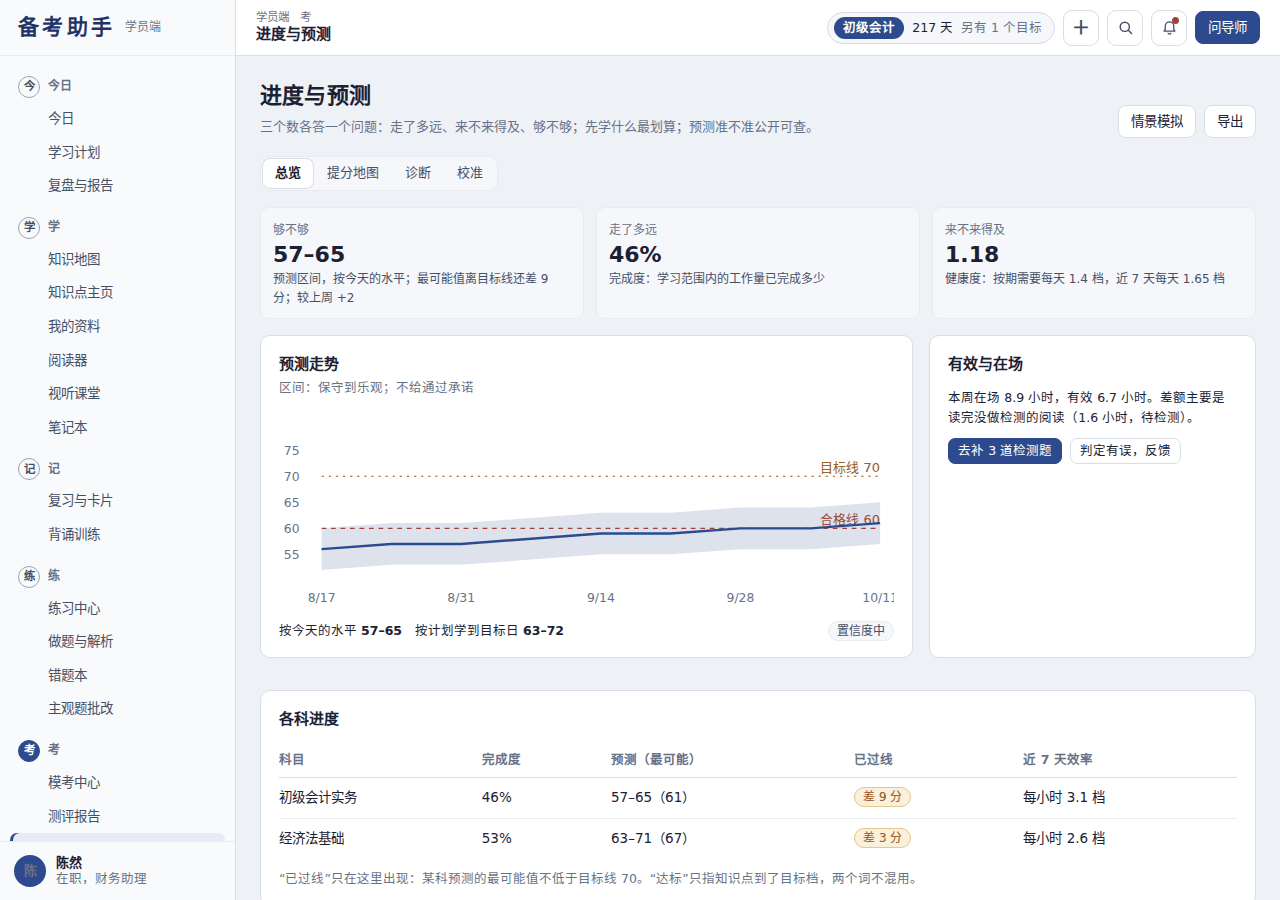 备考助手 学员端
今 今日
今日
学习计划
复盘与报告
学 学
知识地图
知识点主页
我的资料
阅读器
视听课堂
笔记本
记 记
复习与卡片
背诵训练
练 练
练习中心
做题与解析
错题本
主观题批改
考 考
模考中心
测评报告
陈 陈然
在职，财务助理
学员端 考
进度与预测
初级会计 217 天 另有 1 个目标
问导师
进度与预测
三个数各答一个问题：走了多远、来不来得及、够不够；先学什么最划算；预测准不准公开可查。
情景模拟 导出
总览 提分地图 诊断 校准
够不够
57–65
预测区间，按今天的水平；最可能值离目标线还差 9
分；较上周 +2
走了多远
46%
完成度：学习范围内的工作量已完成多少
来不来得及
1.18
健康度：按期需要每天 1.4 档，近 7 天每天 1.65 档
预测走势
区间：保守到乐观；不给通过承诺
75
70
65
60
55
目标线 70
合格线 60
8/17 8/31 9/14 9/28 10/11
按今天的水平 57–65 按计划学到目标日 63–72
置信度中
有效与在场
本周在场 8.9 小时，有效 6.7 小时。差额主要是
读完没做检测的阅读（1.6 小时，待检测）。
去补 3 道检测题 判定有误，反馈
各科进度
科目 完成度 预测（最可能） 已过线 近 7 天效率
初级会计实务 46% 57–65（61） 差 9 分 每小时 3.1 档
经济法基础 53% 63–71（67） 差 3 分 每小时 2.6 档
“已过线”只在这里出现：某科预测的最可能值不低于目标线 70。“达标”只指知识点到了目标档，两个词不混用。